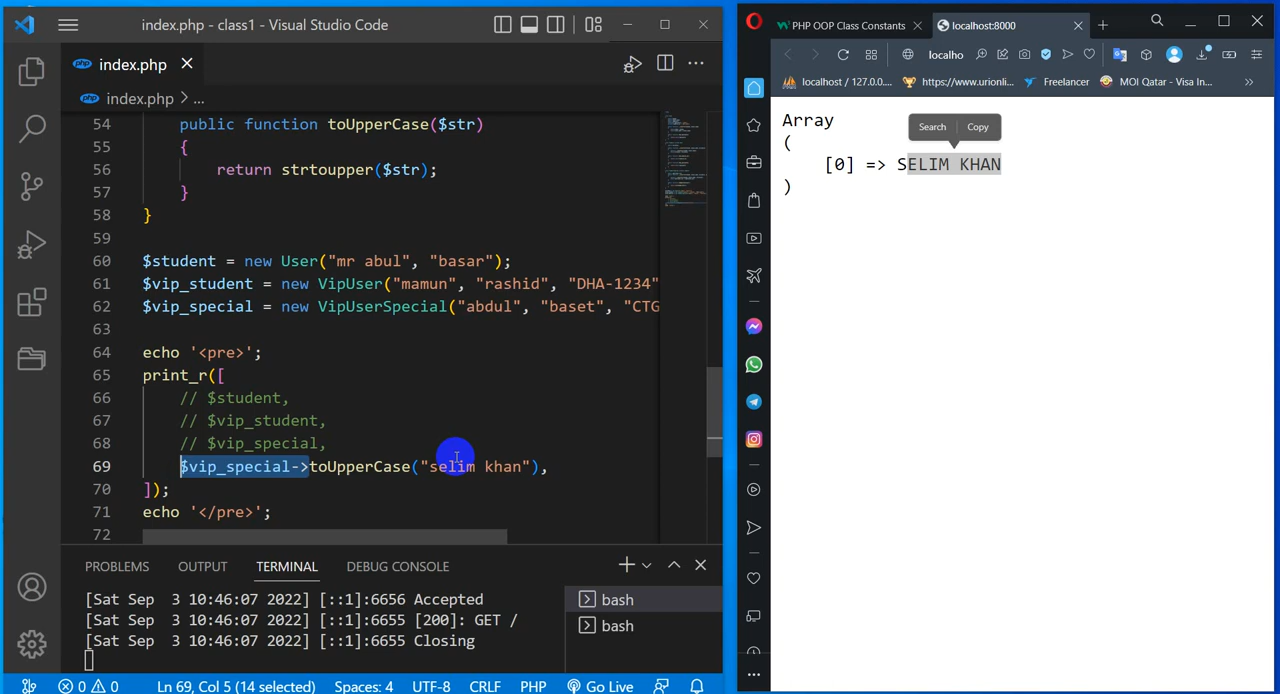 index.php - class1 - Visual Studio Code
php index.php
php index.php > ...
54 public function toUpperCase($str)
55 {
56 return strtoupper($str);
57 }
58 }
59
60 $student = new User("mr abul", "basar");
61 $vip_student = new VipUser("mamun", "rashid", "DHA-1234"
62 $vip_special = new VipUserSpecial("abdul", "baset", "CTG
63
64 echo '<pre>';
65 print_r([
66 // $student,
67 // $vip_student,
68 // $vip_special,
69 $vip_special->toUpperCase("selim khan"),
70 ]);
71 echo '</pre>';
72
PROBLEMS OUTPUT TERMINAL DEBUG CONSOLE
[Sat Sep 3 10:46:07 2022] [::1]:6656 Accepted
[Sat Sep 3 10:46:07 2022] [::1]:6655 [200]: GET /
[Sat Sep 3 10:46:07 2022] [::1]:6655 Closing
bash
bash
0 0 Ln 69, Col 5 (14 selected) Spaces: 4 UTF-8 CRLF PHP Go Live
PHP OOP Class Constants
localhost:8000
localho
localhost / 127.0.0.... https://www.urionli... Freelancer MOI Qatar - Visa In...
Array
(
Search Copy
[0] => SELIM KHAN
)